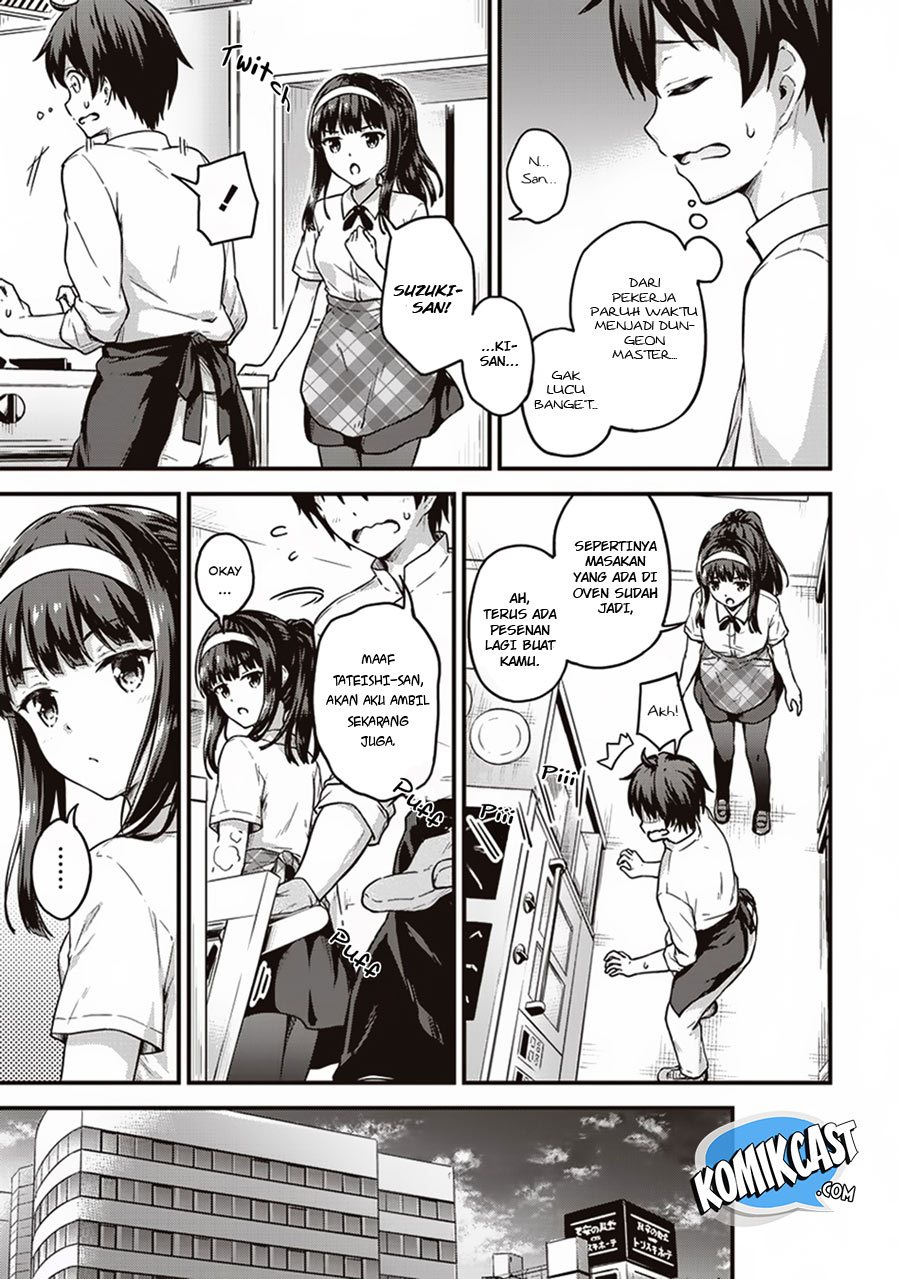 N...
San...
DARI
PEKERJA
PARUH WAKTU
MENJADI DUN-
GEON
MASTER...
GAK
LUCU
BANGET...
...KI-
SAN...
SUZUKI-
SAN!
Twitch
!
SEPERTINYA
MASAKAN
YANG ADA DI
OVEN SUDAH
JADI,
AH,
TERUS ADA
PESENAN
LAGI BUAT
KAMU.
Akh!
Piii
Piii
MAAF
TATEISHI-SAN,
AKAN AKU AMBIL
SEKARANG
JUGA.
OKAY
...
Puff
Puff
......
KOMIKCAST
.COM